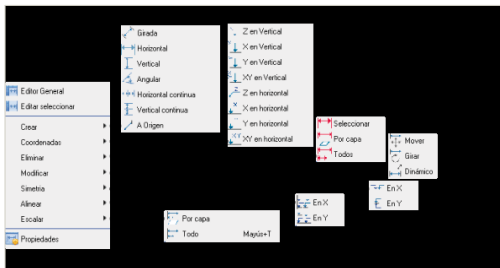 Editor General
Editar seleccionar
Crear
Coordenadas
Eliminar
Modificar
Simetria
Alinear
Escalar
Propiedades
Girada
Horizontal
Vertical
Angular
Horizontal continua
Vertical continua
A Origen
Z en Vertical
X en Vertical
Y en Vertical
XY en Vertical
Z en horizontal
X en horizontal
Y en horizontal
XY en horizontal
Seleccionar
Por capa
Todos
Mover
Girar
Dinámico
En X
En Y
En X
En Y
Por capa
Todo Mayús+T